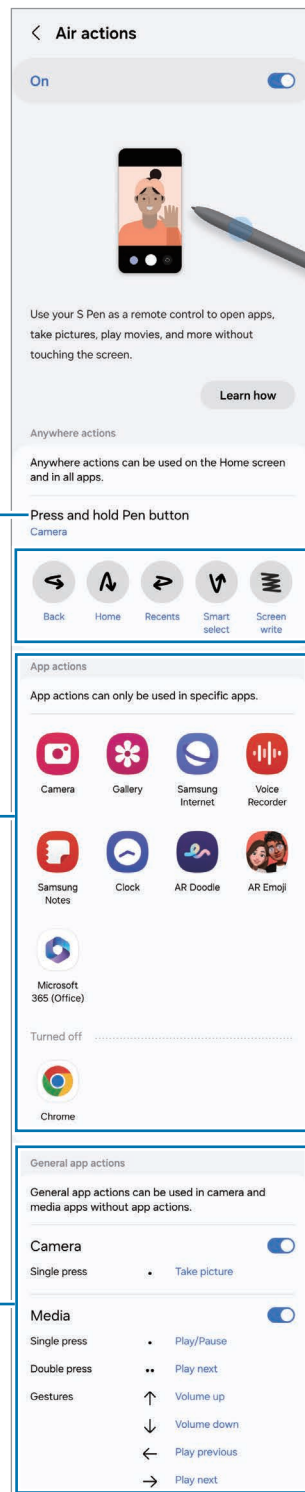 Air actions
On
Use your S Pen as a remote control to open apps,
take pictures, play movies, and more without
touching the screen.
Learn how
Anywhere actions
Anywhere actions can be used on the Home screen
and in all apps.
Press and hold Pen button
Camera
Back Home Recents Smart select Screen write
App actions
App actions can only be used in specific apps.
Camera Gallery Samsung Internet Voice Recorder
Samsung Notes Clock AR Doodle AR Emoji
Microsoft 365 (Office)
Turned off
Chrome
General app actions
General app actions can be used in camera and
media apps without app actions.
Camera
Single press Take picture
Media
Single press Play/Pause
Double press Play next
Gestures ↑ Volume up
↓ Volume down
← Play previous
→ Play next